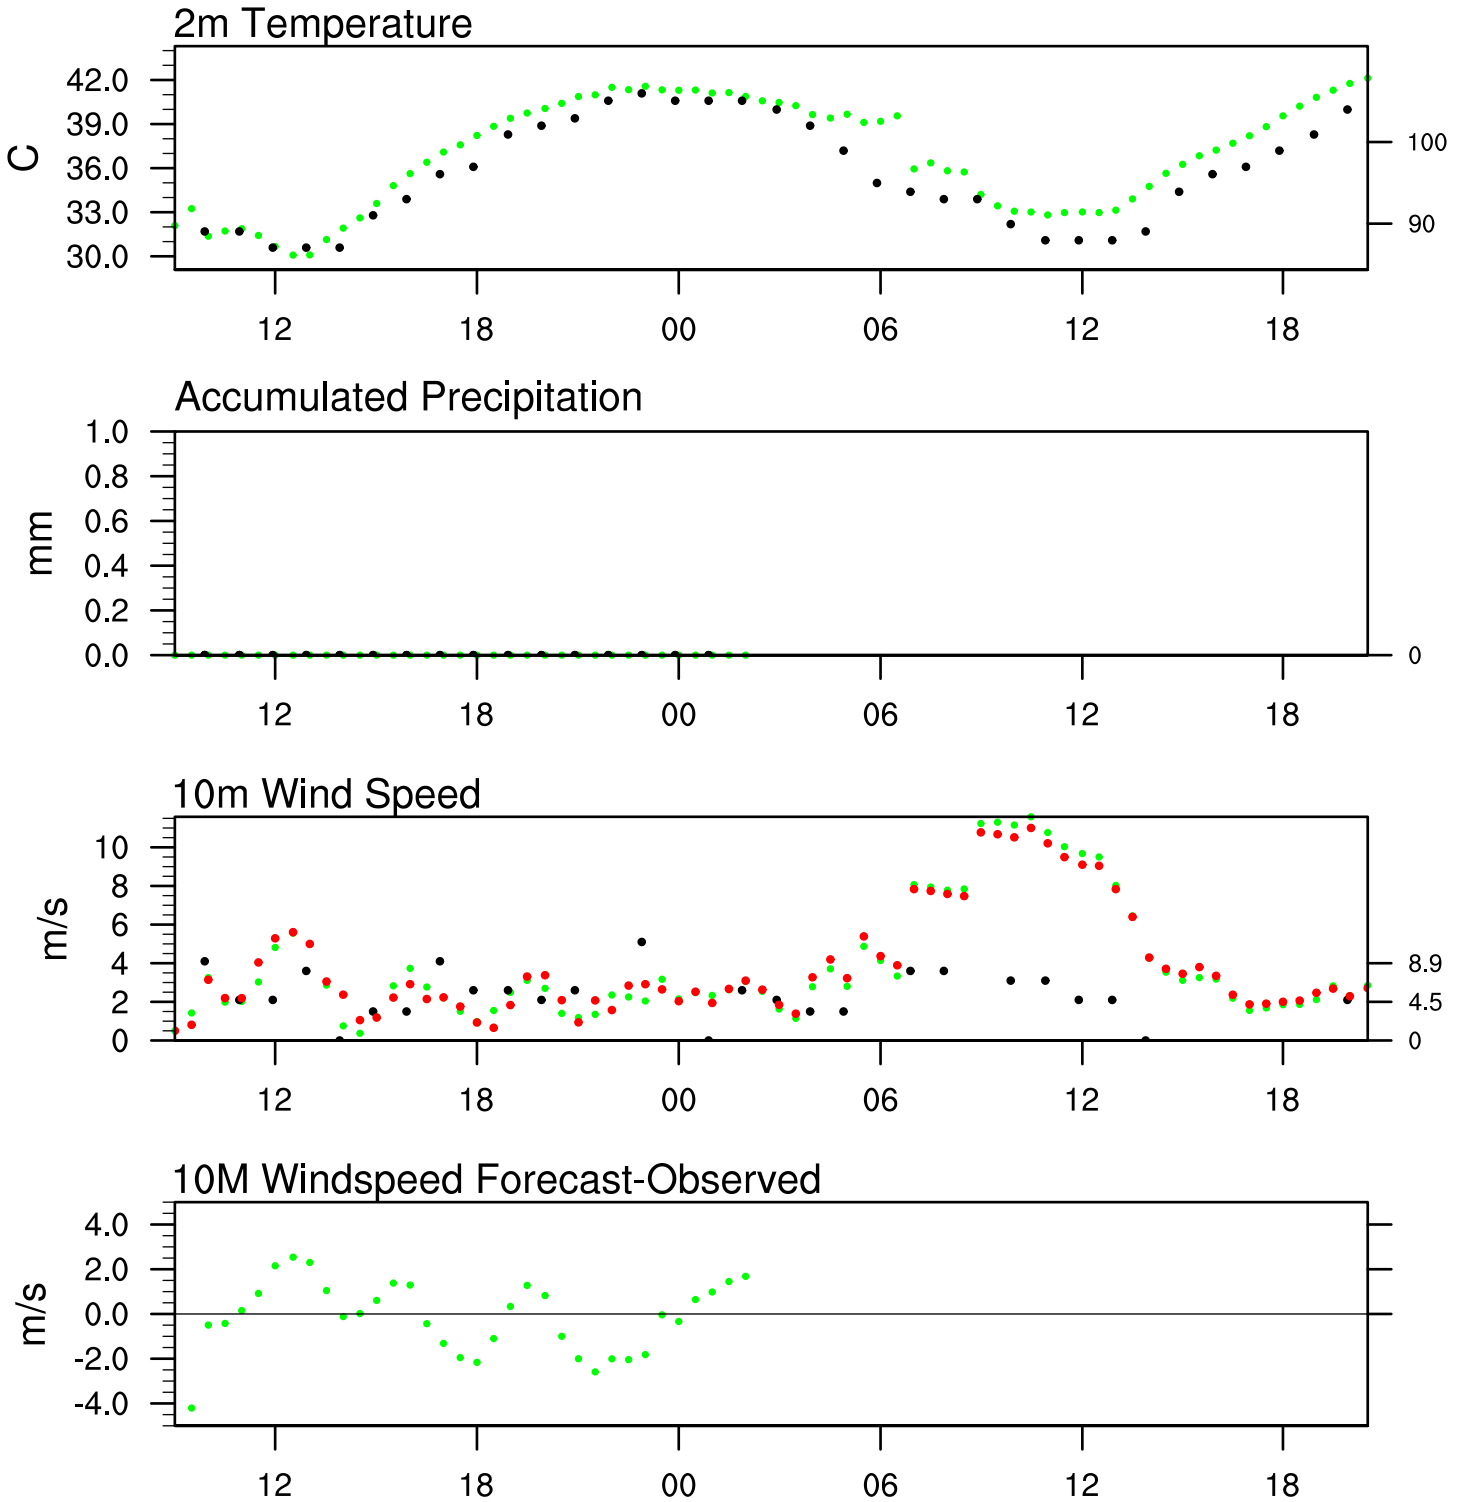 2m Temperature
42.0
39.0
36.0
33.0
30.0
C
100
90
12 18 00 06 12 18
Accumulated Precipitation
1.0
0.8
0.6
0.4
0.2
0.0
mm
0
12 18 00 06 12 18
10m Wind Speed
10
8
6
4
2
0
m/s
8.9
4.5
0
12 18 00 06 12 18
10M Windspeed Forecast-Observed
4.0
2.0
0.0
-2.0
-4.0
m/s
12 18 00 06 12 18